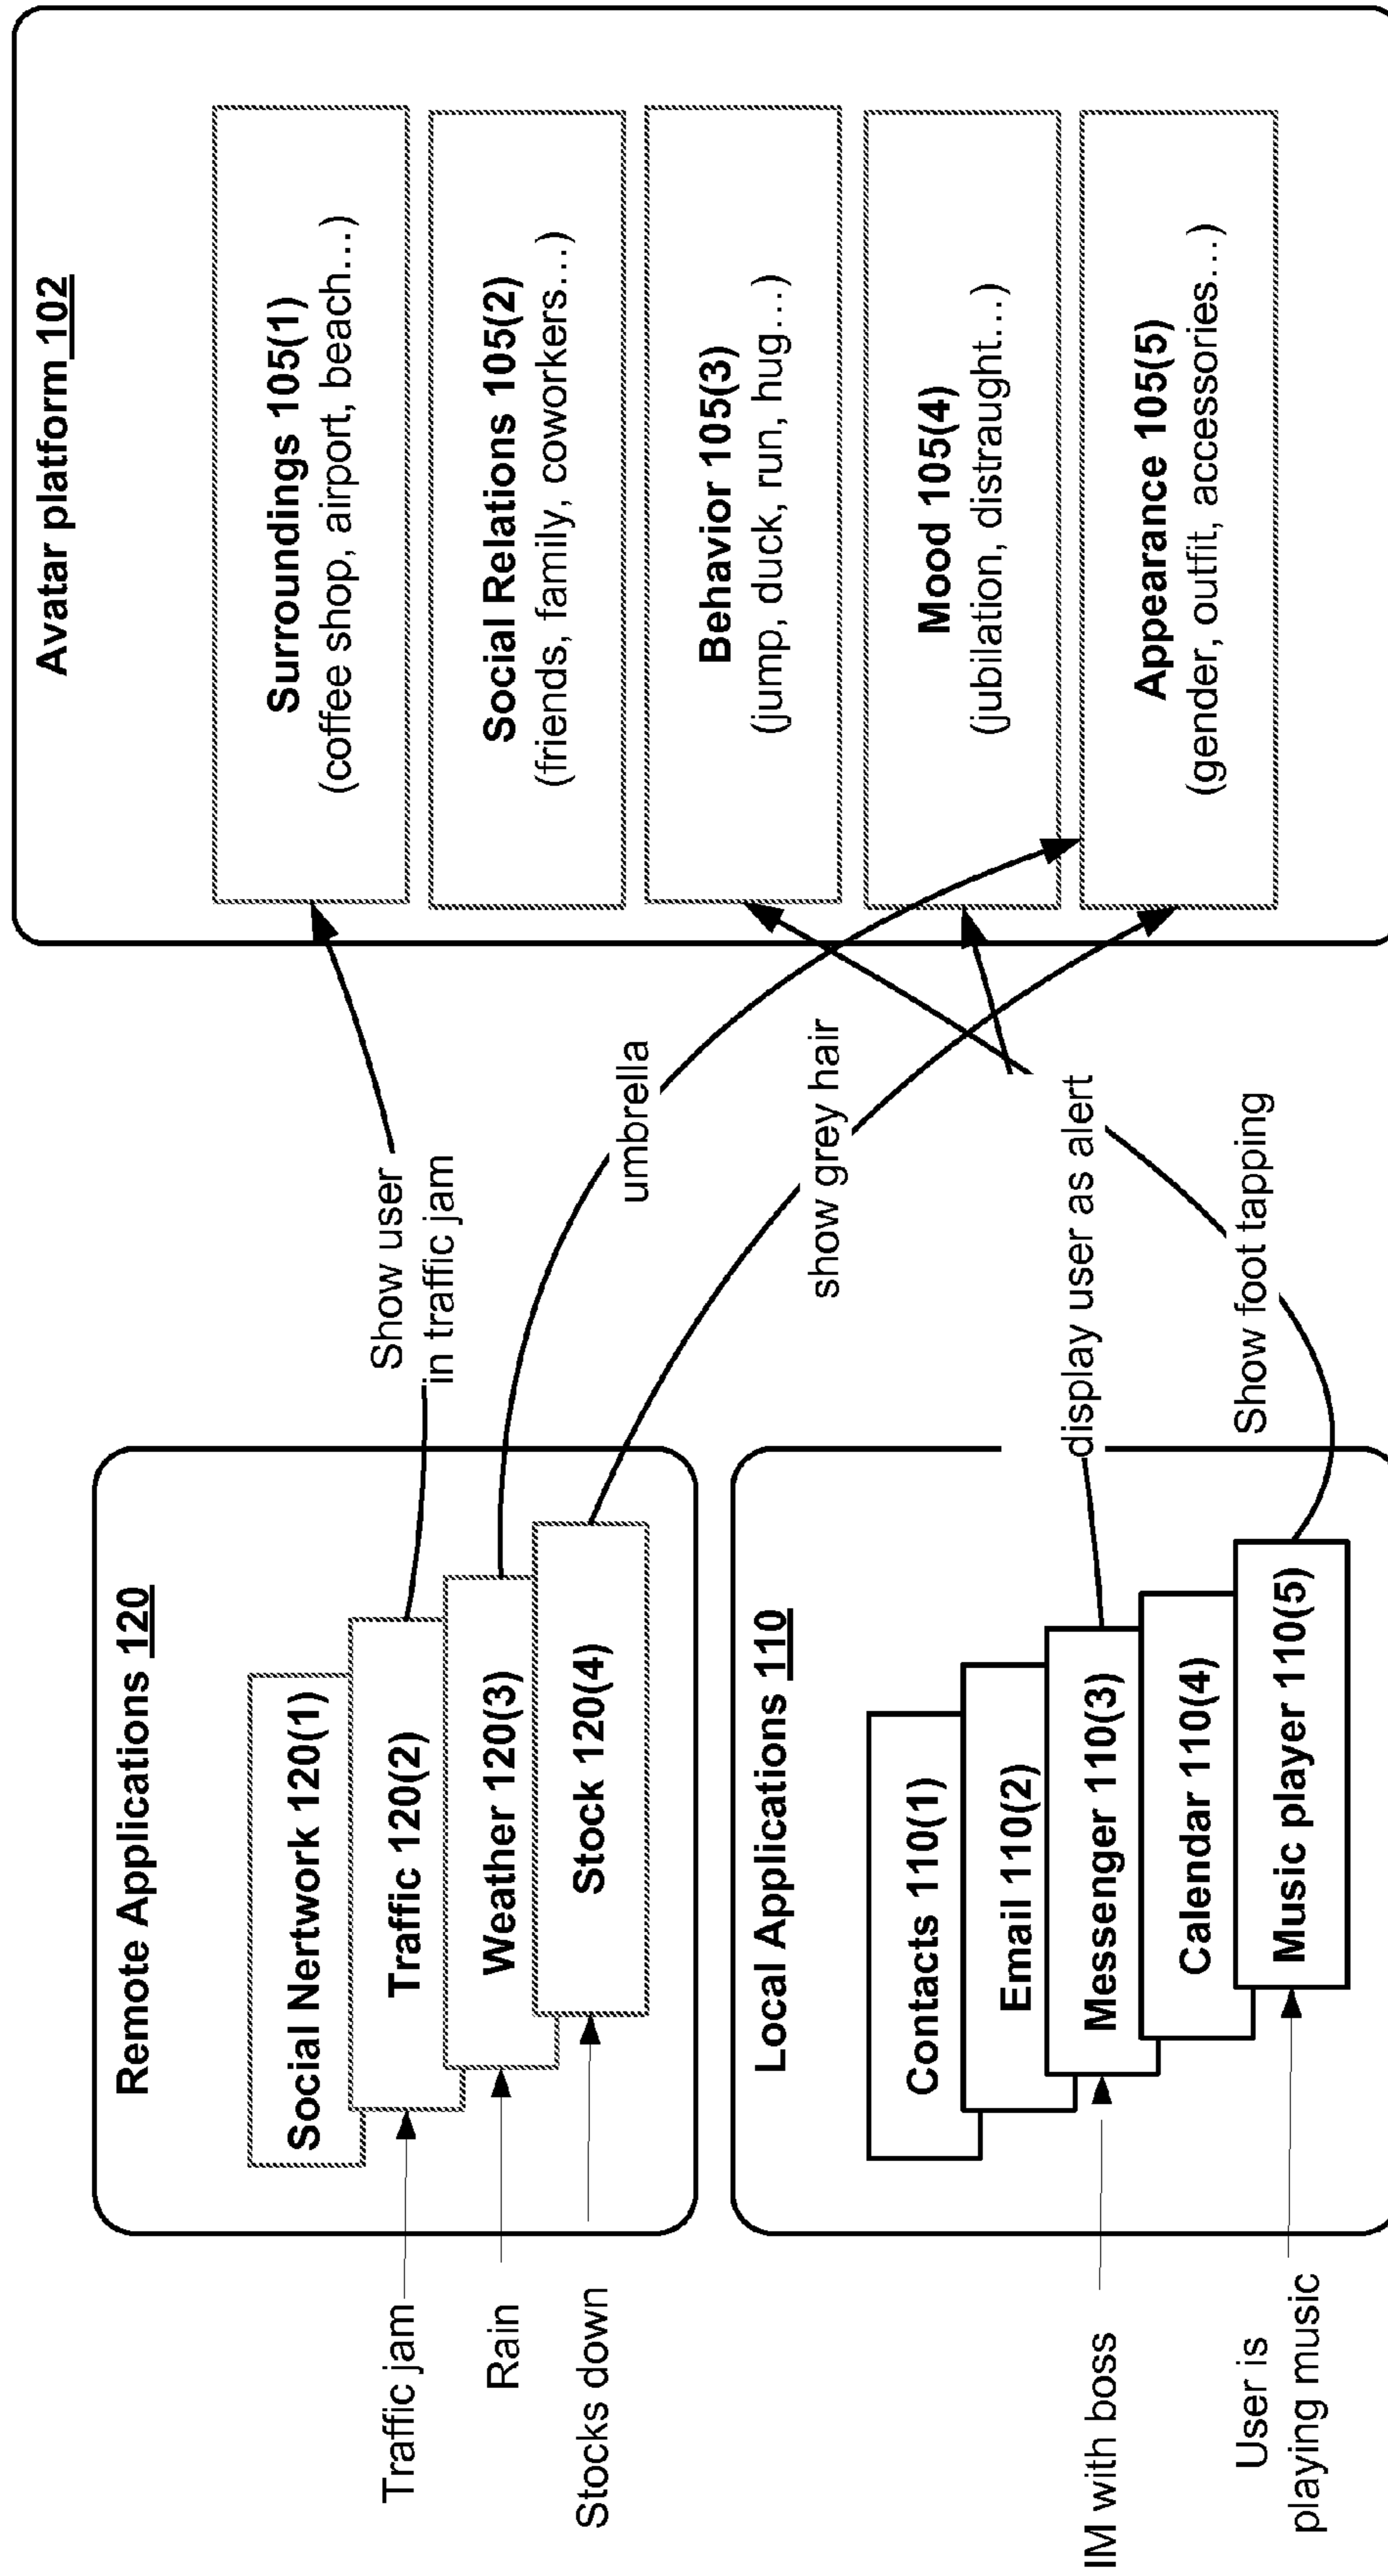 Avatar platform 102
Surroundings 105(1)
(coffee shop, airport, beach...)
Social Relations 105(2)
(friends, family, coworkers...)
Behavior 105(3)
(jump, duck, run, hug...)
Mood 105(4)
(jubilation, distraught...)
Appearance 105(5)
(gender, outfit, accessories...)
Show user
in traffic jam
umbrella
show grey hair
display user as alert
Show foot tapping
Remote Applications 120
Social Nertwork 120(1)
Traffic 120(2)
Weather 120(3)
Stock 120(4)
Local Applications 110
Contacts 110(1)
Email 110(2)
Messenger 110(3)
Calendar 110(4)
Music player 110(5)
Traffic jam
Rain
Stocks down
IM with boss
User is
playing music